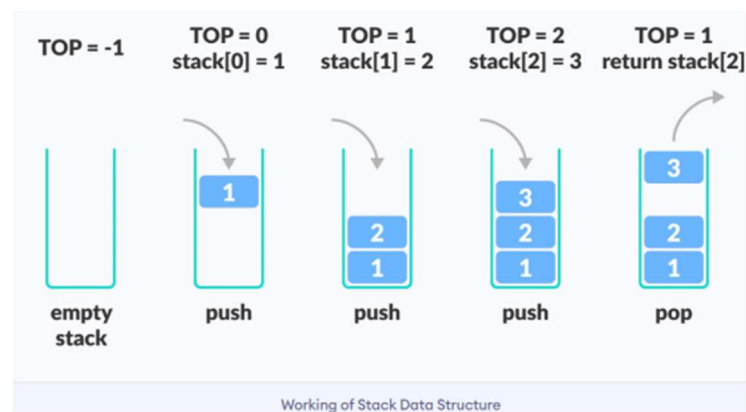 TOP = -1
TOP = 0
stack[0] = 1
TOP = 1
stack[1] = 2
TOP = 2
stack[2] = 3
TOP = 1
return stack[2]
1
2
1
3
2
1
3
2
1
empty
stack
push
push
push
pop
Working of Stack Data Structure